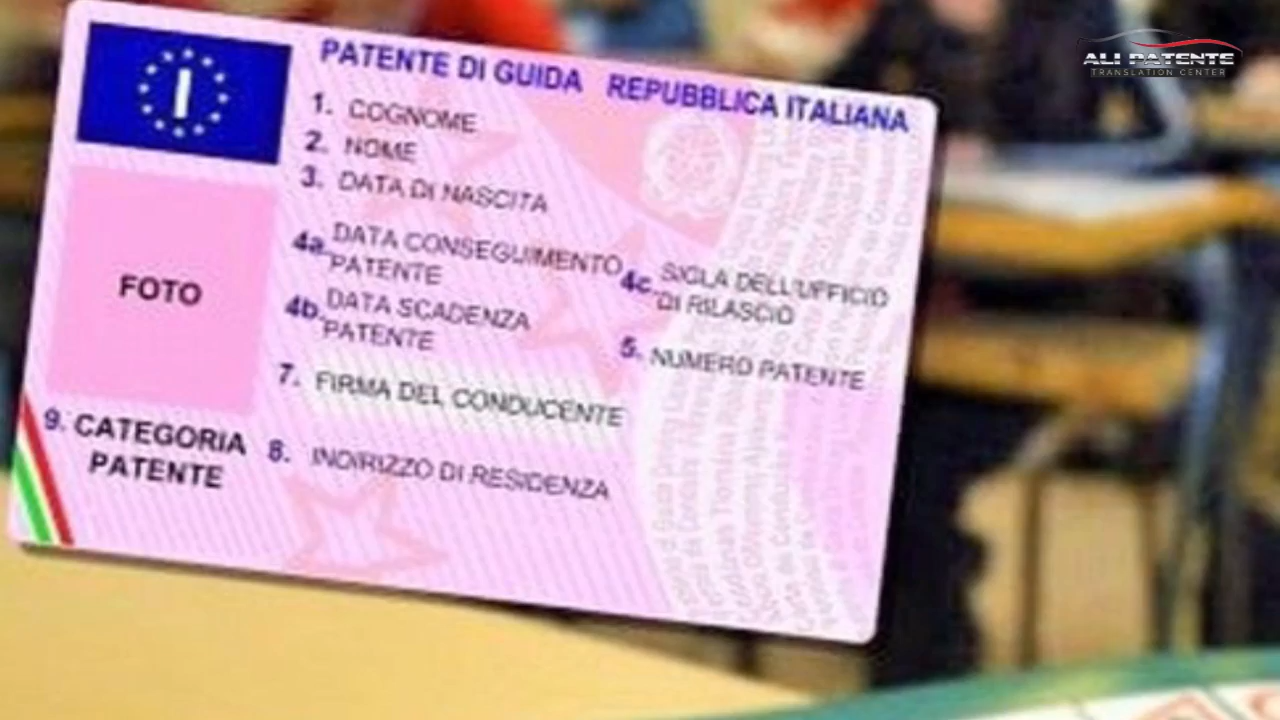 ALI PATENTE
TRANSLATION CENTER
I
PATENTE DI GUIDA REPUBBLICA ITALIANA
1. COGNOME
2. NOME
3. DATA DI NASCITA
4a. DATA CONSEGUIMENTO
PATENTE
4b. DATA SCADENZA
PATENTE
4c. SIGLA DELL'UFFICIO
DI RILASCIO
5. NUMERO PATENTE
7. FIRMA DEL CONDUCENTE
8. INDIRIZZO DI RESIDENZA
FOTO
9. CATEGORIA
PATENTE